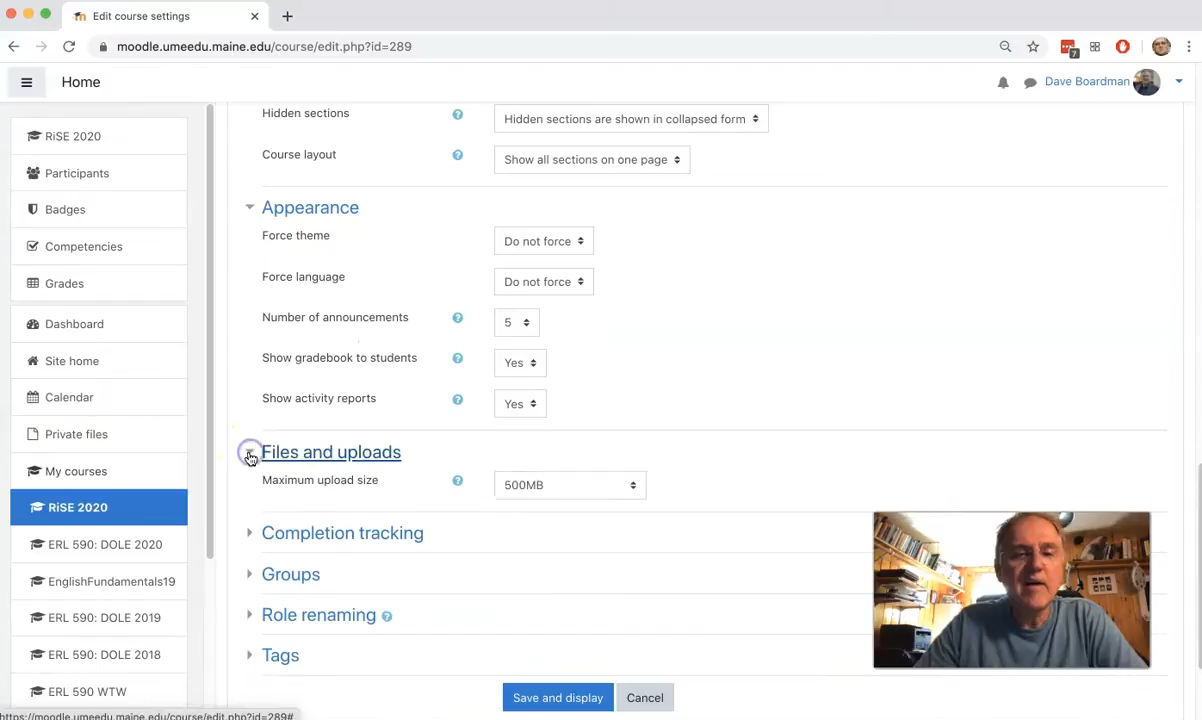 Edit course settings
moodle.umeedu.maine.edu/course/edit.php?id=289
7
Home
Dave Boardman
RiSE 2020
Participants
Badges
Competencies
Grades
Dashboard
Site home
Calendar
Private files
My courses
RiSE 2020
ERL 590: DOLE 2020
EnglishFundamentals19
ERL 590: DOLE 2019
ERL 590: DOLE 2018
ERL 590 WTW
Hidden sections
Hidden sections are shown in collapsed form
Course layout
Show all sections on one page
Appearance
Force theme
Do not force
Force language
Do not force
Number of announcements
5
Show gradebook to students
Yes
Show activity reports
Yes
Files and uploads
Maximum upload size
500MB
Completion tracking
Groups
Role renaming
Tags
Save and display
Cancel
https://moodle.umeedu.maine.edu/course/edit.php?id=289#